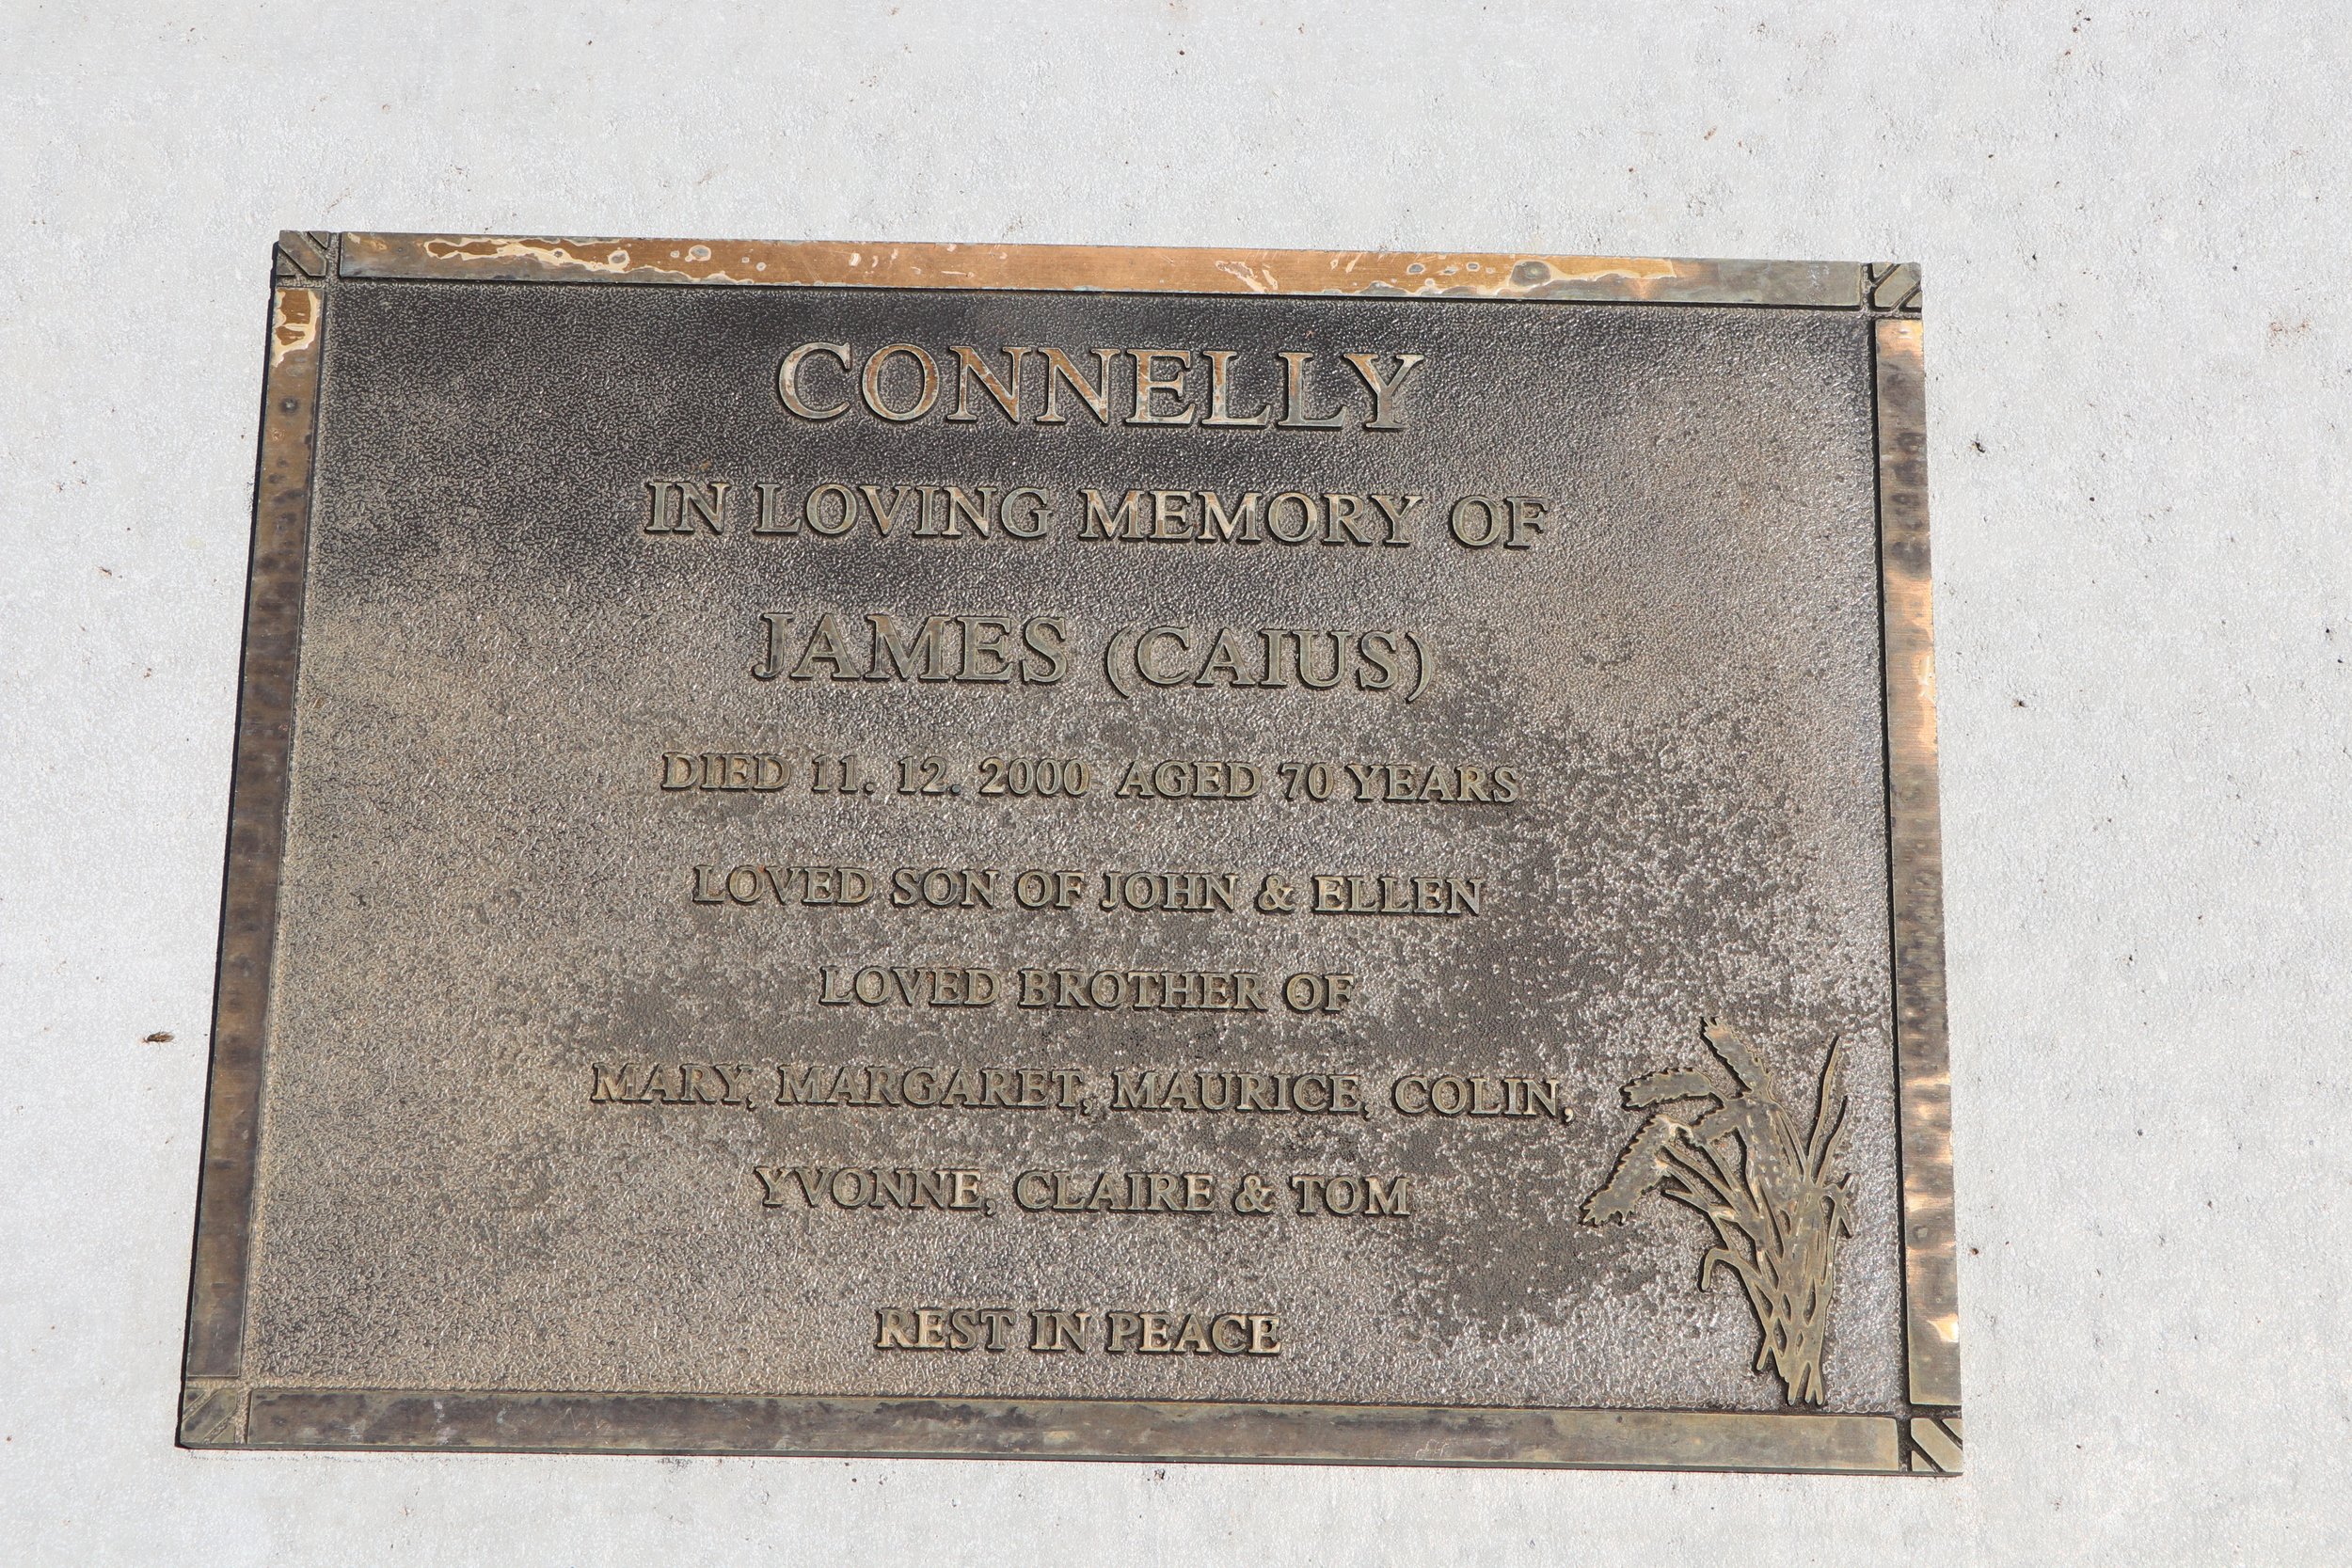 CONNELLY
IN LOVING MEMORY OF
JAMES (CAIUS)
DIED 11. 12. 2000 AGED 70 YEARS
LOVED SON OF JOHN & ELLEN
LOVED BROTHER OF
MARY, MARGARET, MAURICE, COLIN,
YVONNE, CLAIRE & TOM
REST IN PEACE